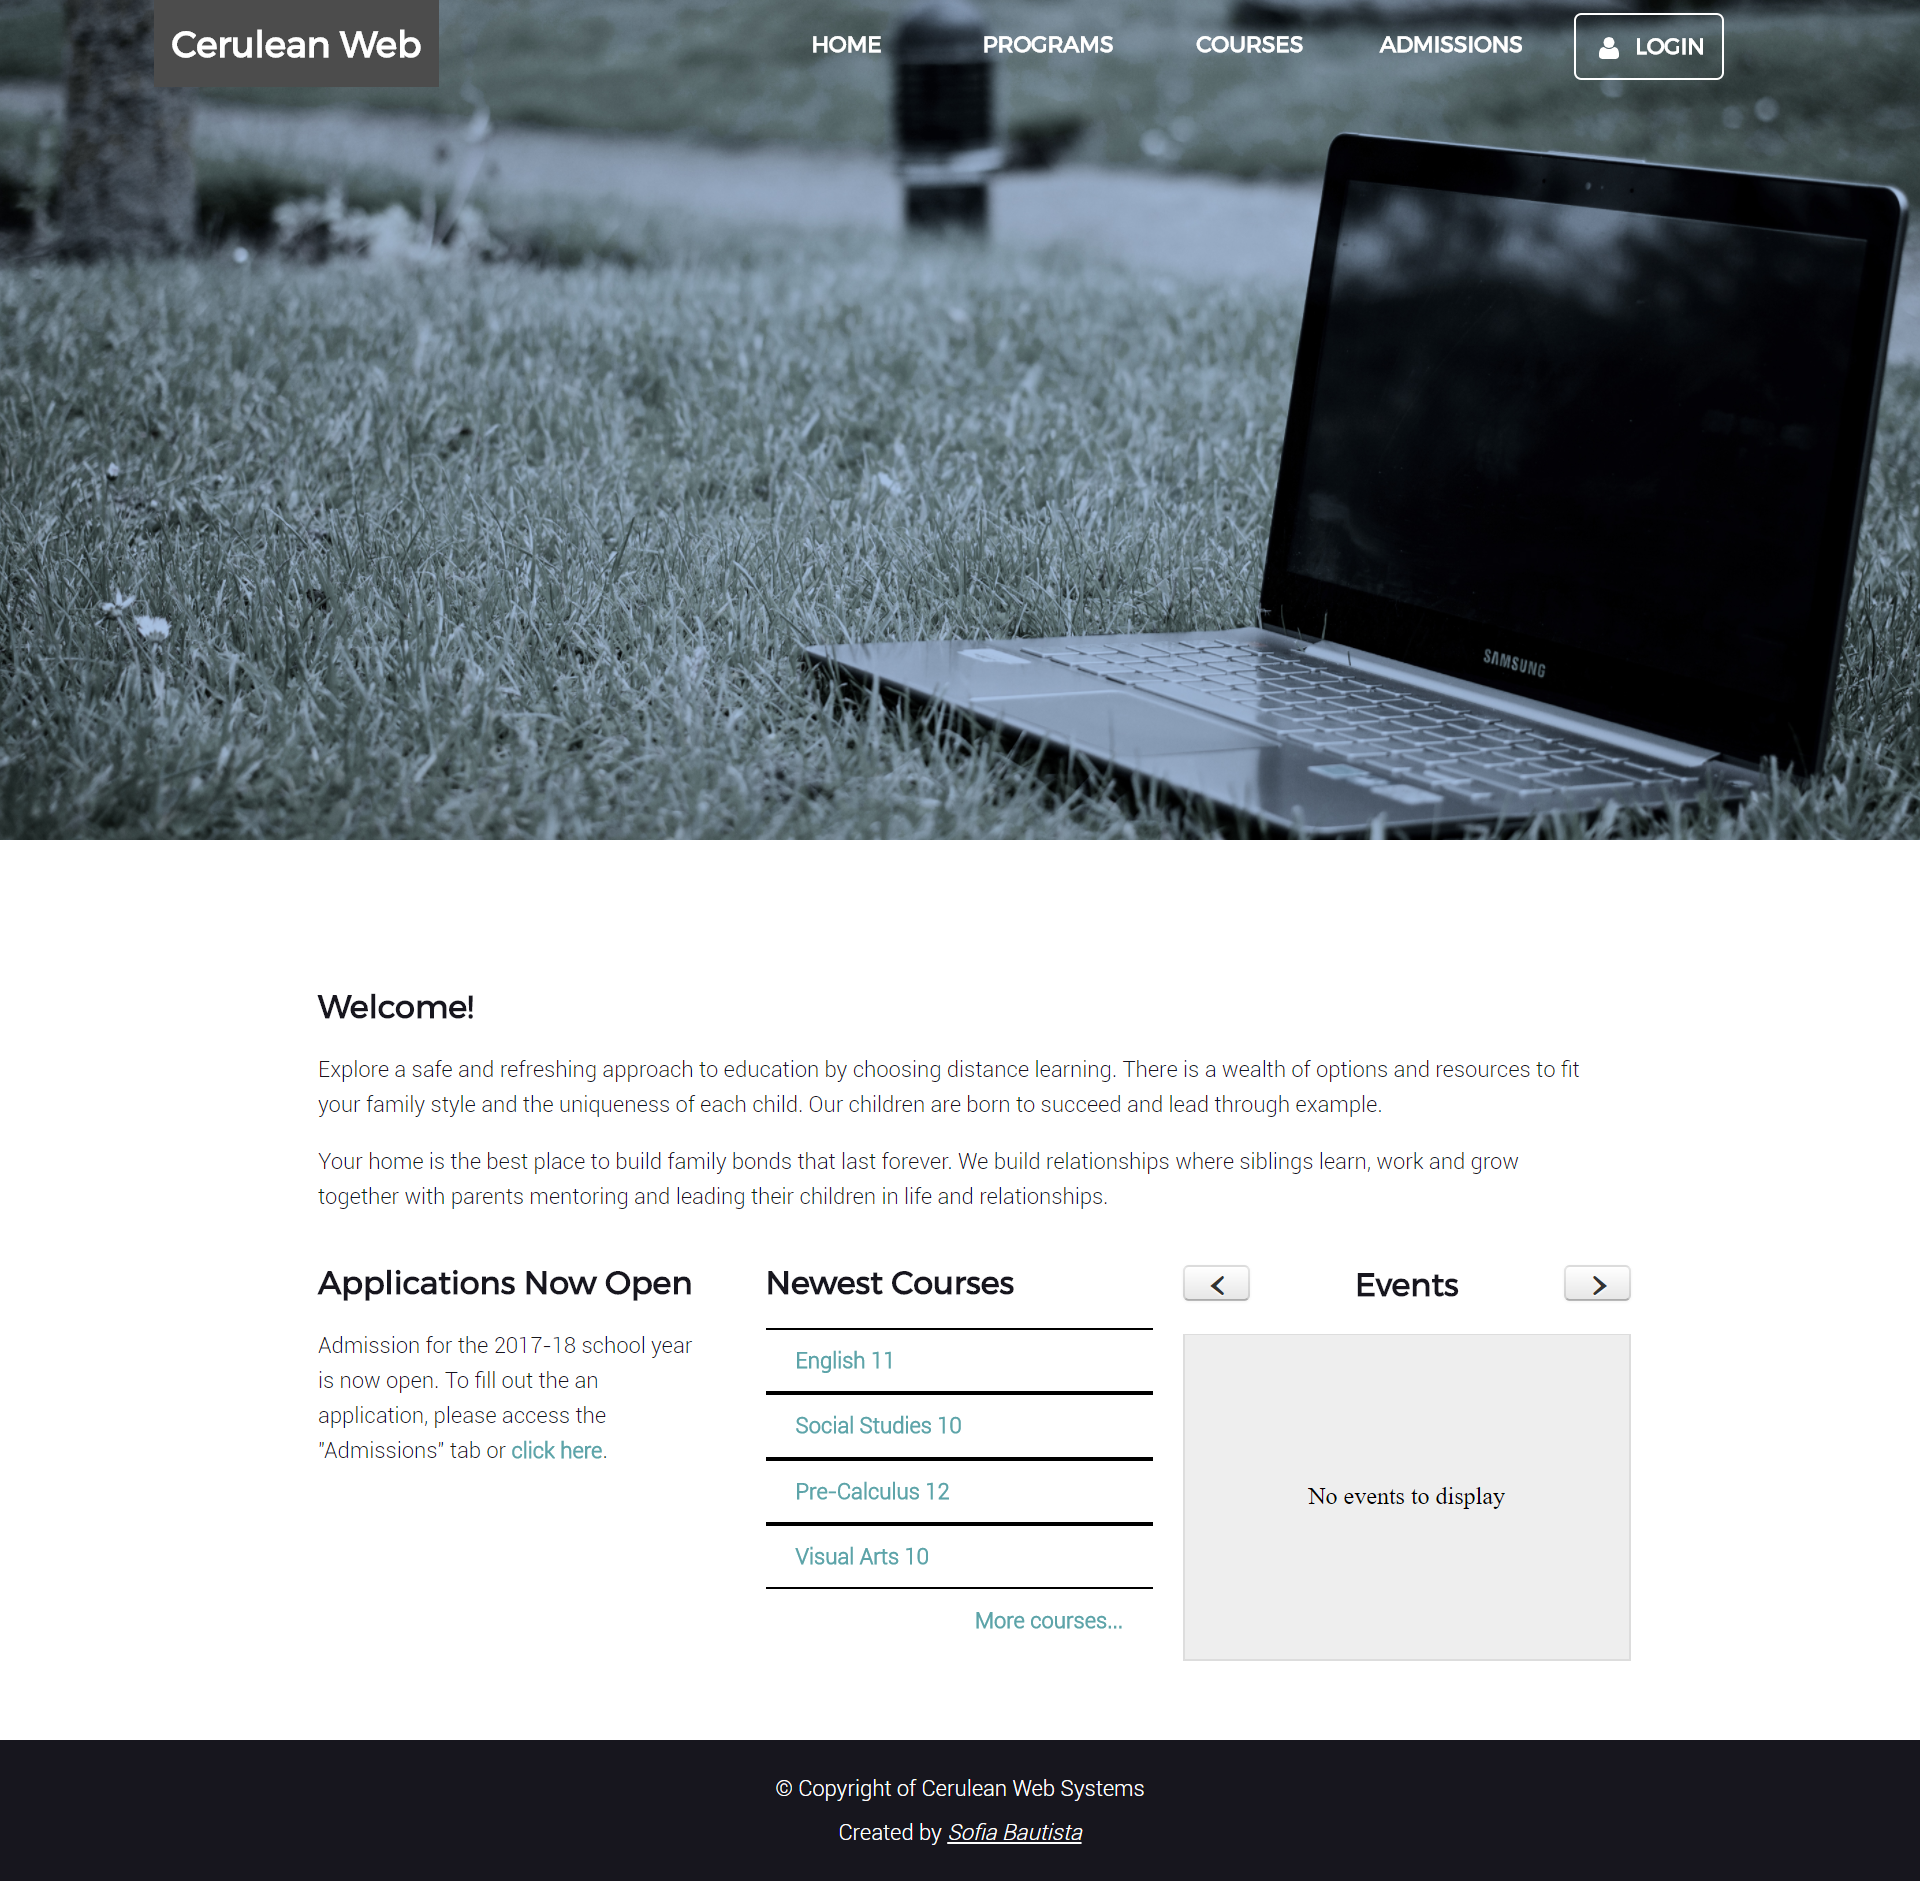 Cerulean Web
HOME
PROGRAMS
COURSES
ADMISSIONS
LOGIN
SAMSUNG
Welcome!
Explore a safe and refreshing approach to education by choosing distance learning. There is a wealth of options and resources to fit
your family style and the uniqueness of each child. Our children are born to succeed and lead through example.
Your home is the best place to build family bonds that last forever. We build relationships where siblings learn, work and grow
together with parents mentoring and leading their children in life and relationships.
Applications Now Open
Admission for the 2017-18 school year
is now open. To fill out the an
application, please access the
"Admissions" tab or click here.
Newest Courses
English 11
Social Studies 10
Pre-Calculus 12
Visual Arts 10
More courses...
Events
No events to display
© Copyright of Cerulean Web Systems
Created by Sofia Bautista